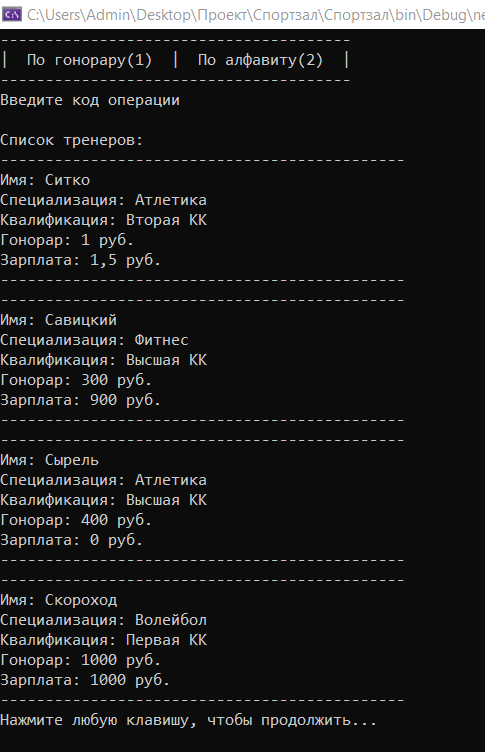 C:\Users\Admin\Desktop\Проект\Спортзал\Спортзал\bin\Debug\ne
---------------------------------------
|  По гонорару(1)  |  По алфавиту(2)  |
---------------------------------------
Введите код операции
Список тренеров:
---------------------------------------------
Имя: Ситко
Специализация: Атлетика
Квалификация: Вторая КК
Гонорар: 1 руб.
Зарплата: 1,5 руб.
---------------------------------------------
---------------------------------------------
Имя: Савицкий
Специализация: Фитнес
Квалификация: Высшая КК
Гонорар: 300 руб.
Зарплата: 900 руб.
---------------------------------------------
---------------------------------------------
Имя: Сырель
Специализация: Атлетика
Квалификация: Высшая КК
Гонорар: 400 руб.
Зарплата: 0 руб.
---------------------------------------------
---------------------------------------------
Имя: Скороход
Специализация: Волейбол
Квалификация: Первая КК
Гонорар: 1000 руб.
Зарплата: 1000 руб.
---------------------------------------------
Нажмите любую клавишу, чтобы продолжить...